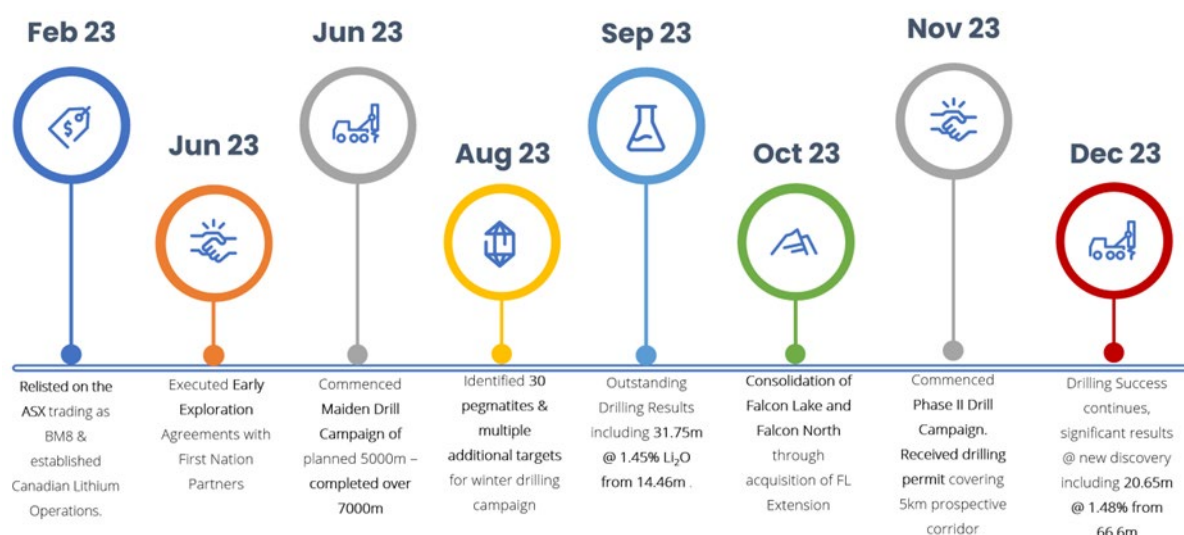 Feb 23
Relisted on the
ASX trading as
BM8 &
established
Canadian Lithium
Operations.
Jun 23
Executed Early
Exploration
Agreements with
First Nation
Partners
Jun 23
Commenced
Maiden Drill
Campaign of
planned 5000m –
completed over
7000m
Aug 23
Identified 30
pegmatites &
multiple
additional targets
for winter drilling
campaign
Sep 23
Outstanding
Drilling Results
including 31.75m
@ 1.45% Li₂O
from 14.46m .
Oct 23
Consolidation of
Falcon Lake and
Falcon North
through
acquisition of FL
Extension
Nov 23
Commenced
Phase II Drill
Campaign.
Received drilling
permit covering
5km prospective
corridor
Dec 23
Drilling Success
continues,
significant results
@ new discovery
including 20.65m
@ 1.48% from
66.6m
$